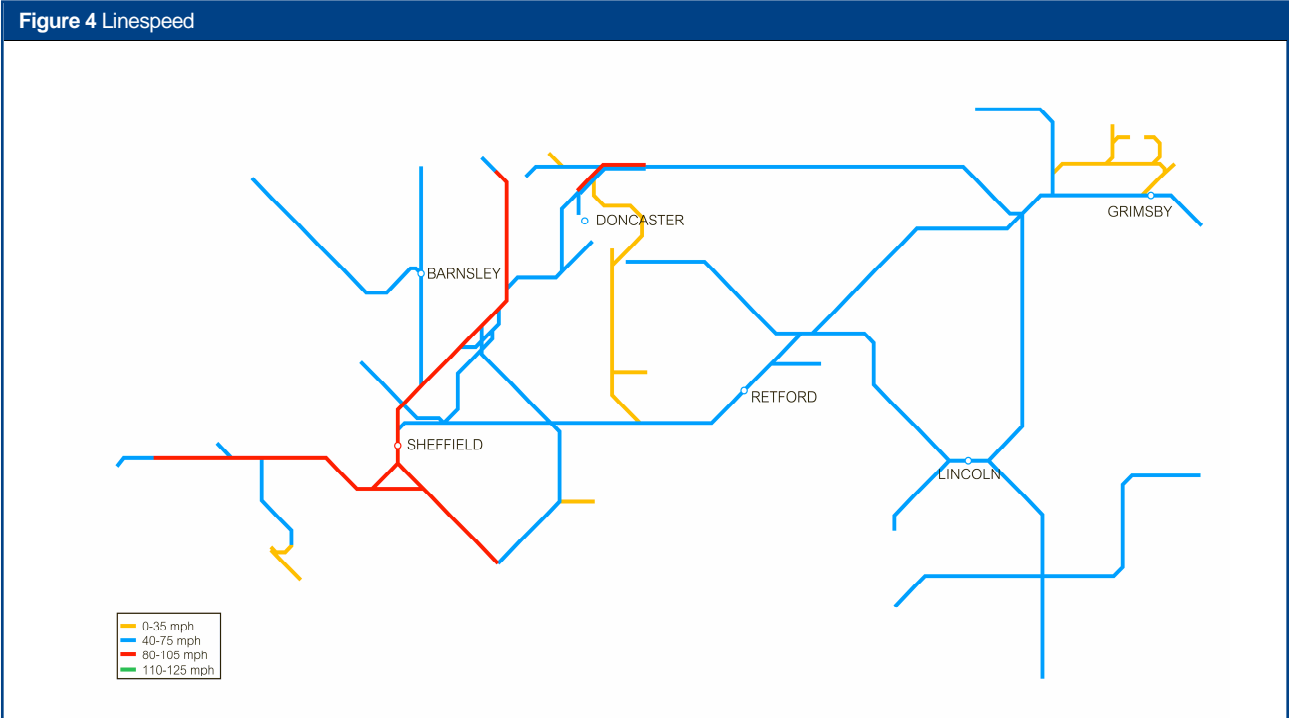 Figure 4 Linespeed
DONCASTER
GRIMSBY
BARNSLEY
RETFORD
SHEFFIELD
LINCOLN
0-35 mph
40-75 mph
80-105 mph
110-125 mph